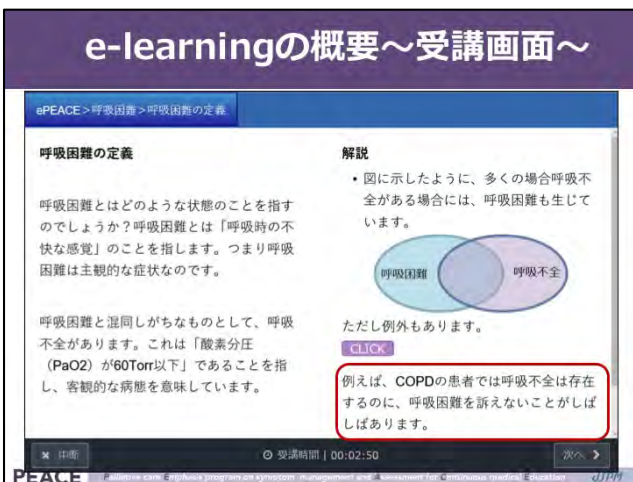 e-learningの概要～受講画面～
ePEACE>呼吸困難>呼吸困難の定義
呼吸困難の定義
呼吸困難とはどのような状態のことを指す
のでしょうか？呼吸困難とは「呼吸時の不
快な感覚」のことを指します。つまり呼吸
困難は主観的な症状なのです。
呼吸困難と混同しがちなものとして、呼吸
不全があります。これは「酸素分圧
（PaO2）が60Torr以下」であることを指
し、客観的な病態を意味しています。
解説
• 図に示したように、多くの場合呼吸不
全がある場合には、呼吸困難も生じて
います。
呼吸困難
呼吸不全
ただし例外もあります。
CLICK
例えば、COPDの患者では呼吸不全は存在
するのに、呼吸困難を訴えないことがしば
しばあります。
× 中断
受講時間 | 00:02:50
次へ >
PEACE Palliative care Emphasis program on symptom management and Assessment for Continuous medical Education JSPM